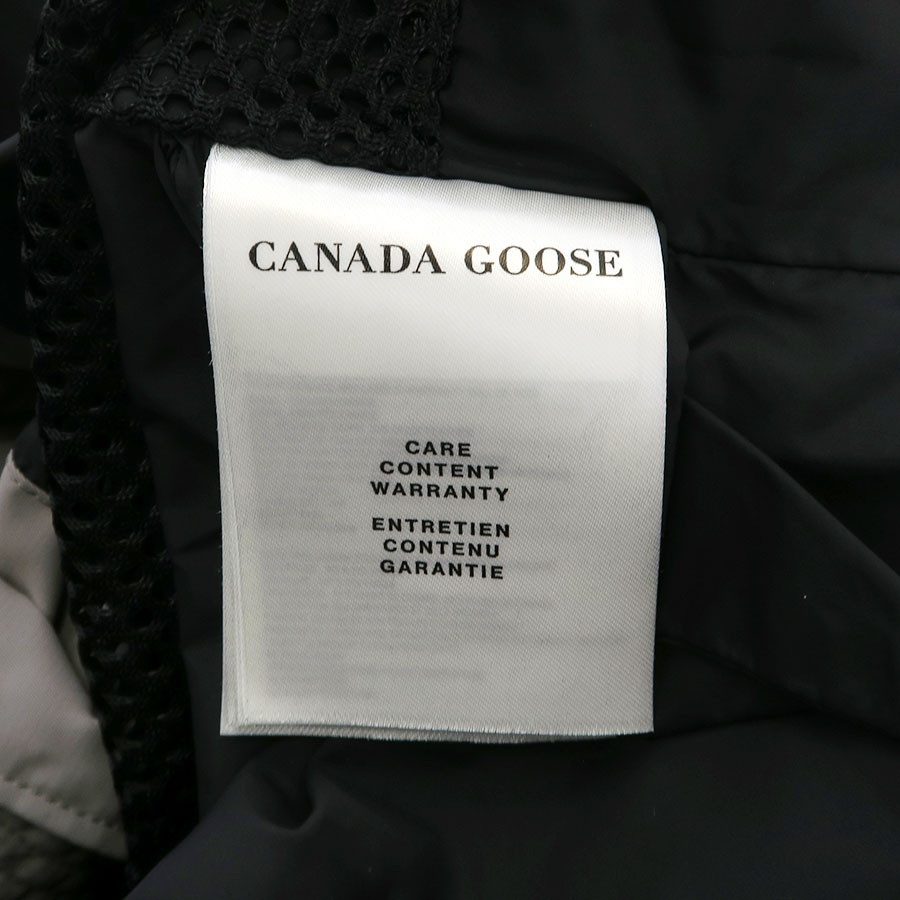 CANADA GOOSE
CARE
CONTENT
WARRANTY
ENTRETIEN
CONTENU
GARANTIE